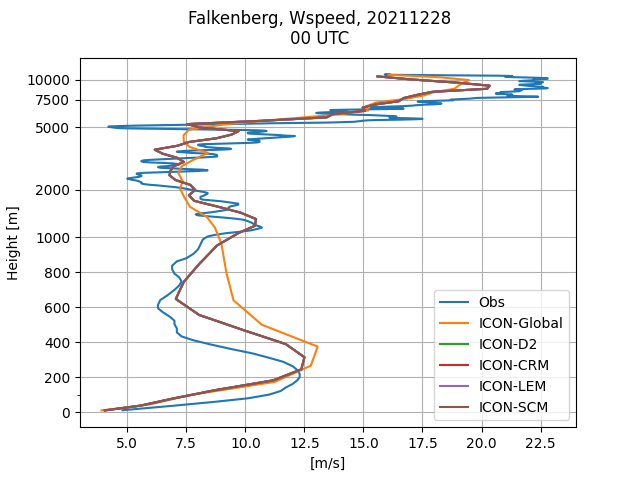 Falkenberg, Wspeed, 20211228
00 UTC
10000
7500
5000
2000
1000
800
600
400
200
0
Height [m]
Obs
ICON-Global
ICON-D2
ICON-CRM
ICON-LEM
ICON-SCM
5.0 7.5 10.0 12.5 15.0 17.5 20.0 22.5
[m/s]